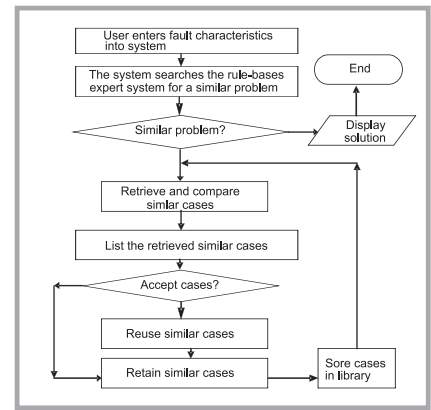 User enters fault characteristics
into system
The system searches the rule-bases
expert system for a similar problem
End
Similar problem?
Display
solution
Retrieve and compare
similar cases
List the retrieved similar cases
Accept cases?
Reuse similar cases
Retain similar cases
Sore cases
in library